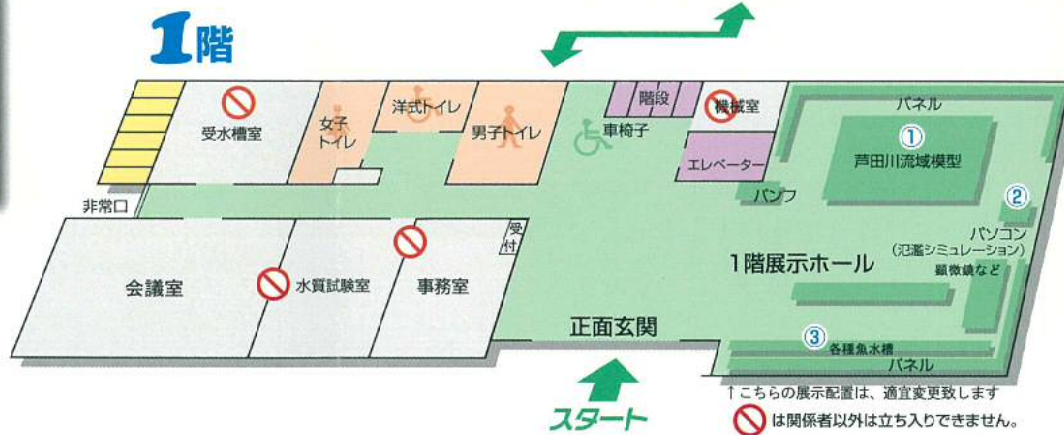 1階
受水槽室
女子
トイレ
洋式トイレ
男子トイレ
車椅子
階段
機械室
エレベーター
パンフ
パネル
①
芦田川流域模型
②
パソコン
(氾濫シミュレーション)
顕微鏡など
1階展示ホール
非常口
会議室
水質試験室
事務室
受
付
正面玄関
③
各種魚水槽
パネル
スタート
↑こちらの展示配置は、適宜変更致します
は関係者以外は立ち入りできません。